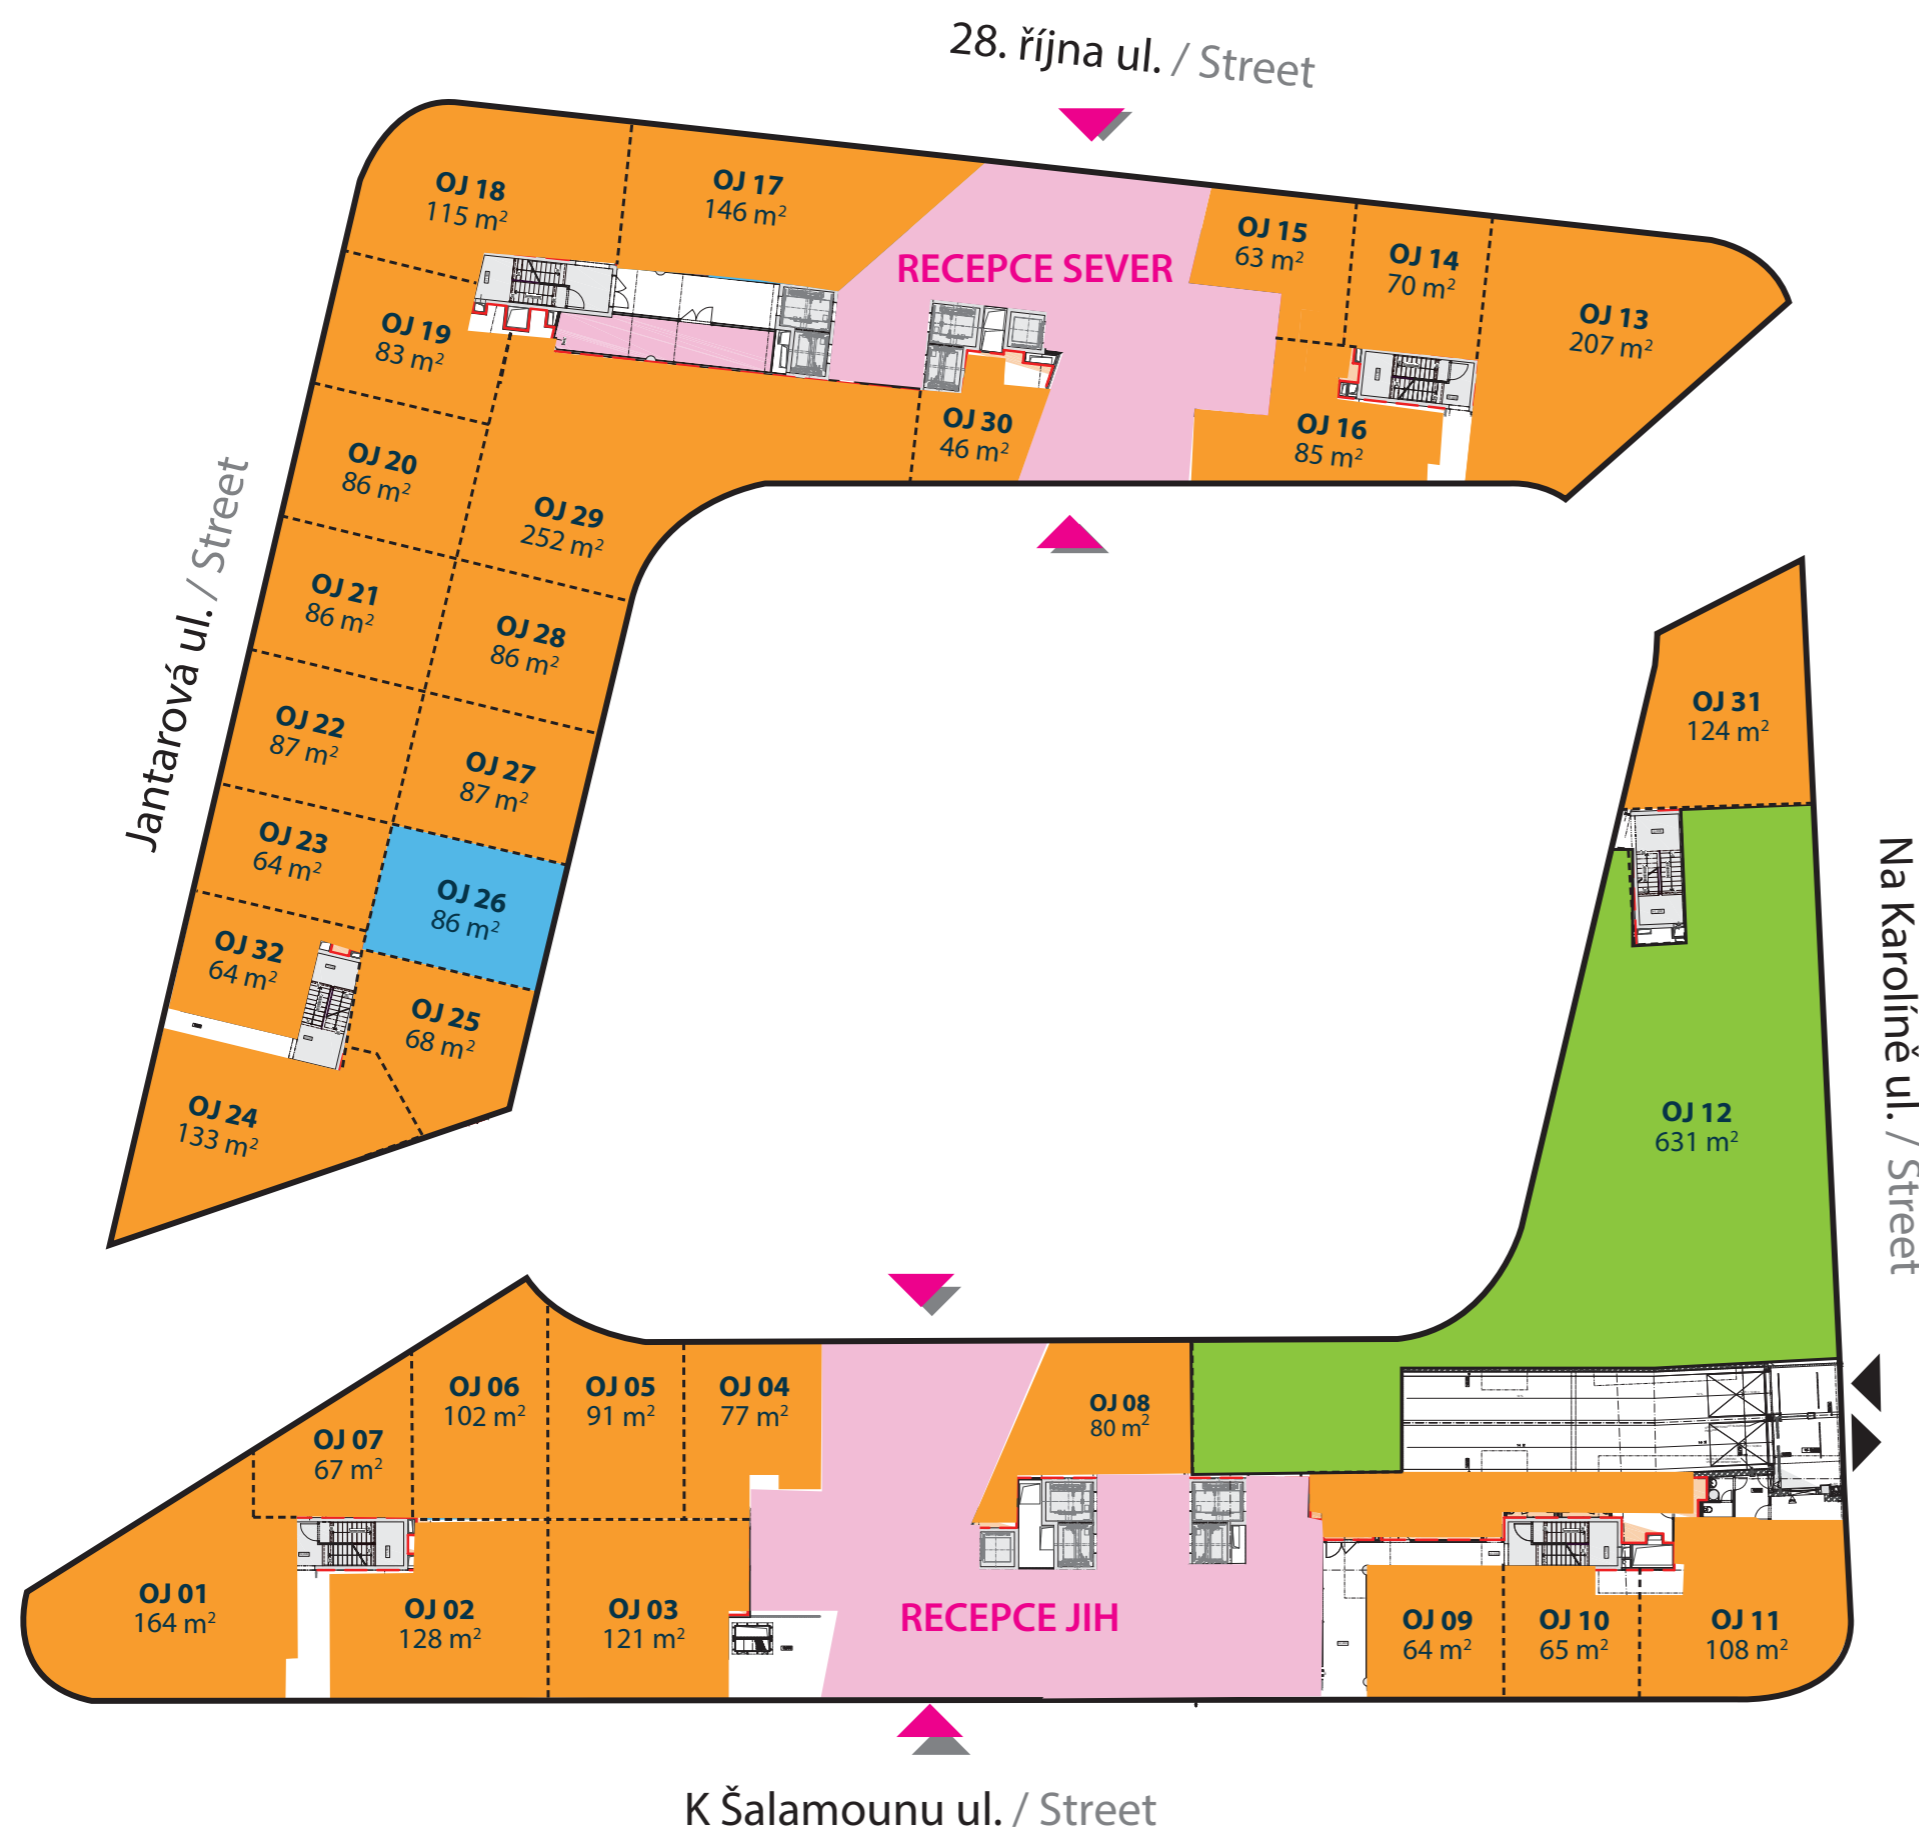 28. října ul. / Street
OJ 18
115 m²
OJ 17
146 m²
RECEPCE SEVER
OJ 15
63 m²
OJ 14
70 m²
OJ 13
207 m²
OJ 19
83 m²
OJ 30
46 m²
OJ 16
85 m²
OJ 20
86 m²
OJ 29
252 m²
Jantarová ul. / Street
OJ 21
86 m²
OJ 28
86 m²
OJ 22
87 m²
OJ 27
87 m²
OJ 31
124 m²
OJ 23
64 m²
OJ 26
86 m²
OJ 32
64 m²
OJ 25
68 m²
OJ 24
133 m²
OJ 12
631 m²
Na Karolíně ul. / Street
OJ 06
102 m²
OJ 05
91 m²
OJ 04
77 m²
OJ 08
80 m²
OJ 07
67 m²
OJ 01
164 m²
OJ 02
128 m²
OJ 03
121 m²
RECEPCE JIH
OJ 09
64 m²
OJ 10
65 m²
OJ 11
108 m²
K Šalamounu ul. / Street